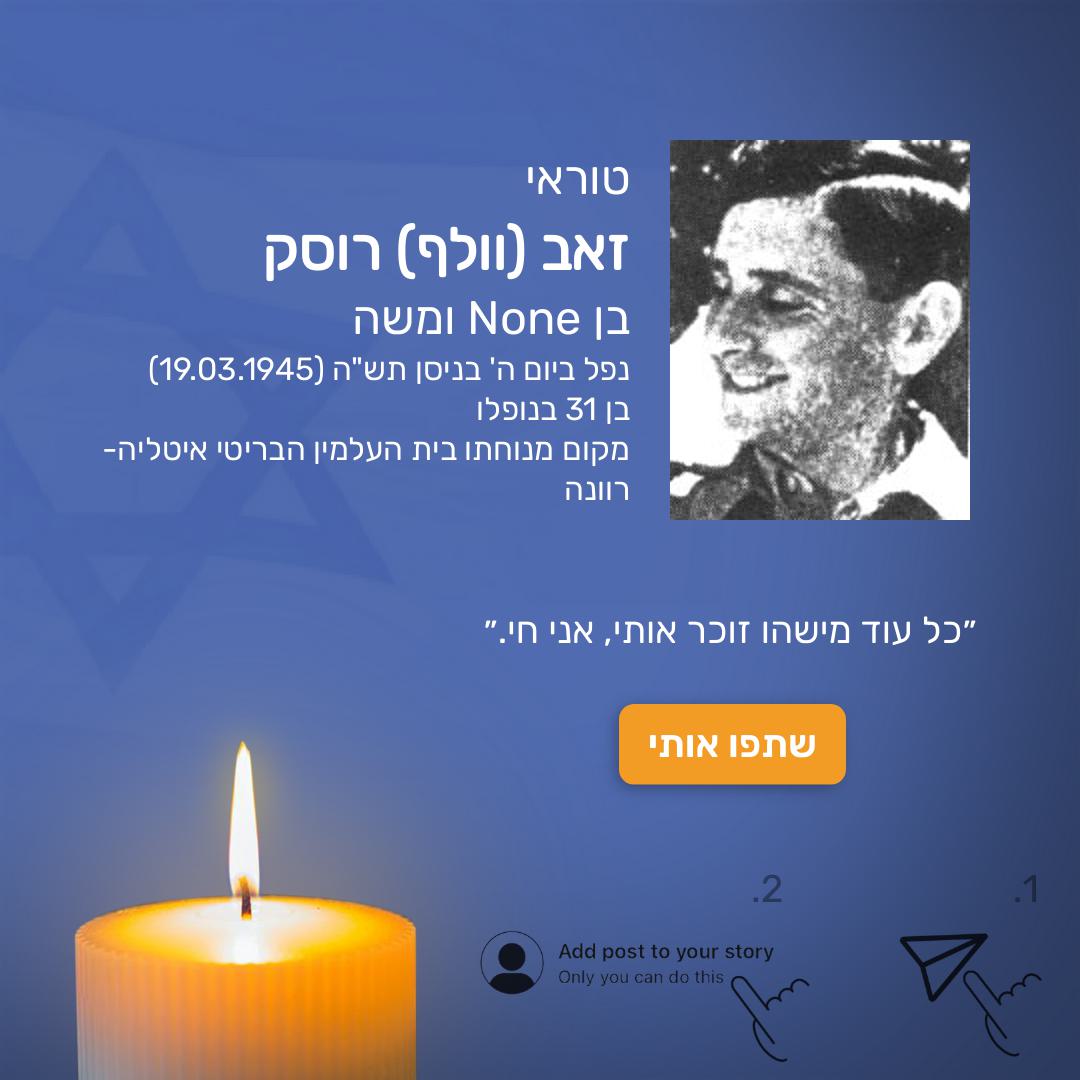 טוראי
זאב (וולף) רוסק
בן None ומשה
נפל ביום ה' בניסן תש"ה (19.03.1945)
בן 31 בנופלו
מקום מנוחתו בית העלמין הבריטי איטליה-
רוונה
״כל עוד מישהו זוכר אותי, אני חי.״
שתפו אותי
.1
.2
Add post to your story
Only you can do this